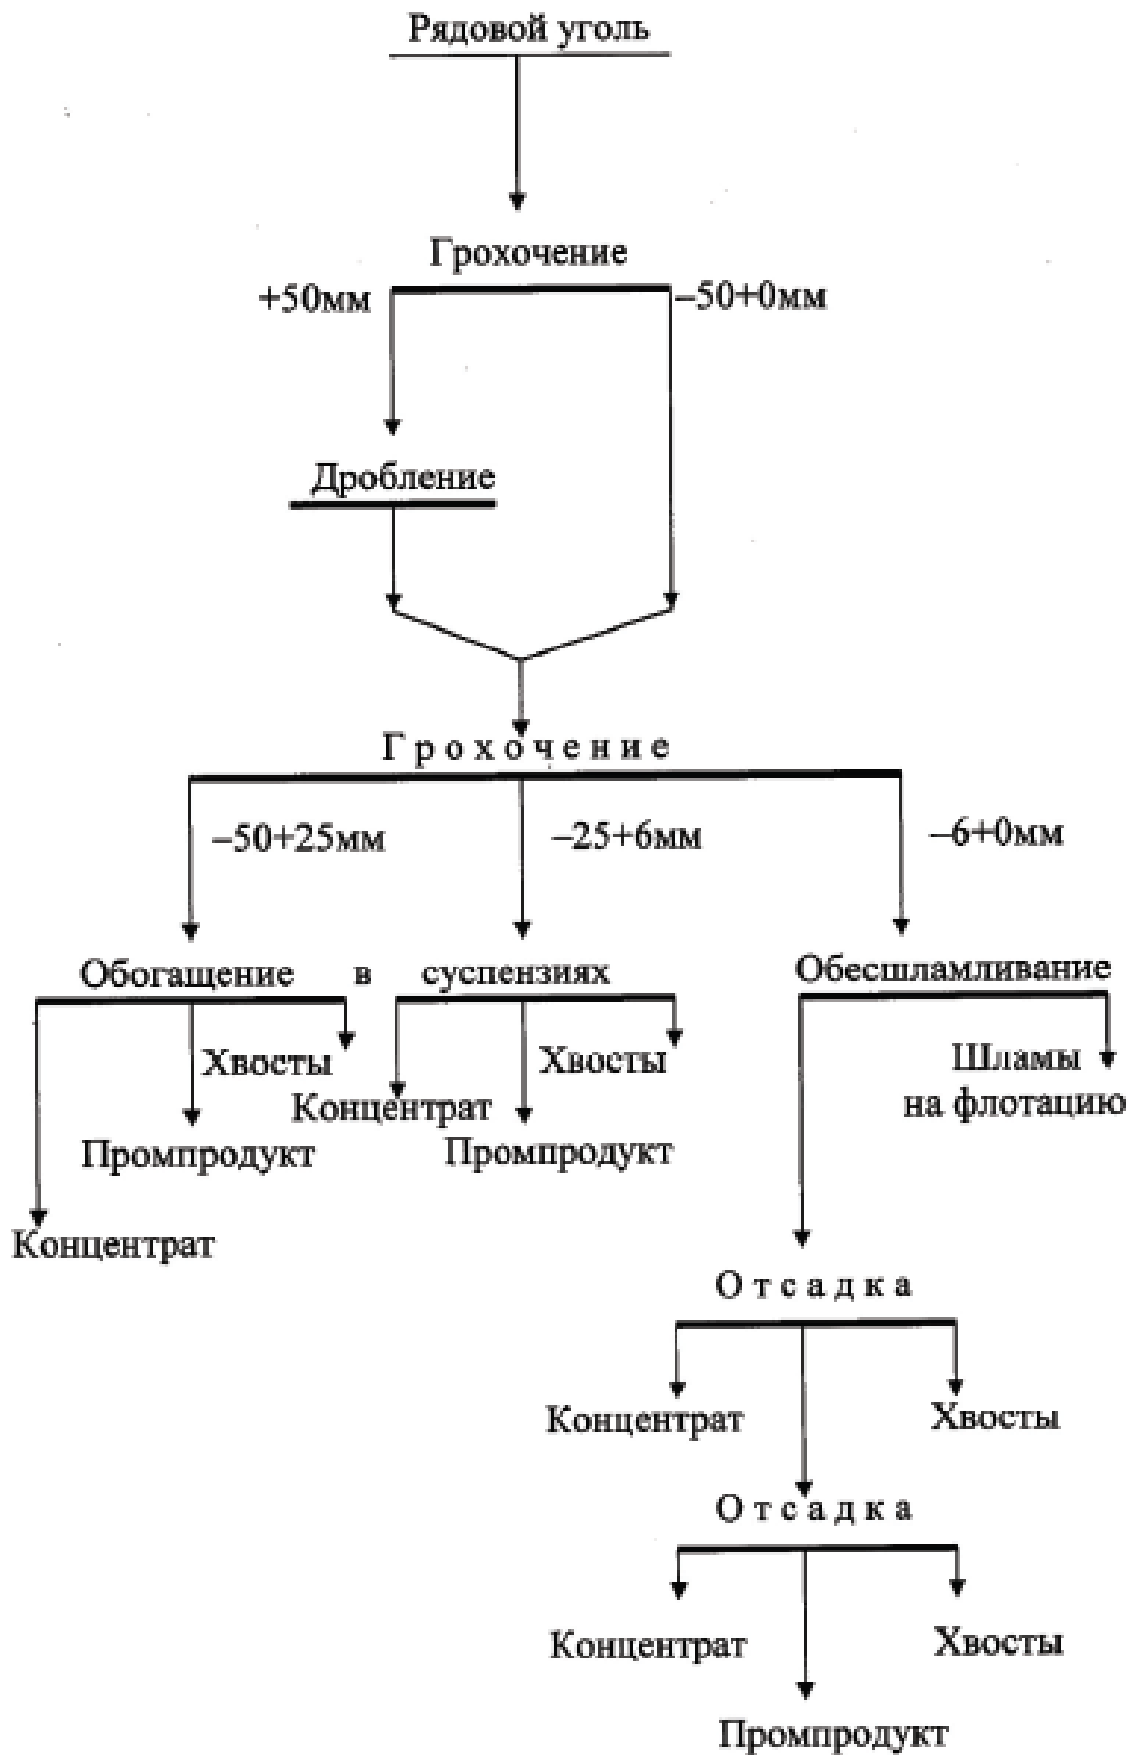 Рядовой уголь
Грохочение
+50мм
–50+0мм
Дробление
Грохочение
–50+25мм
–25+6мм
–6+0мм
Обогащение в суспензиях
Обесшламливание
Хвосты
Хвосты
Шламы
на флотацию
Концентрат
Промпродукт
Промпродукт
Концентрат
Отсадка
Концентрат
Хвосты
Отсадка
Концентрат
Хвосты
Промпродукт